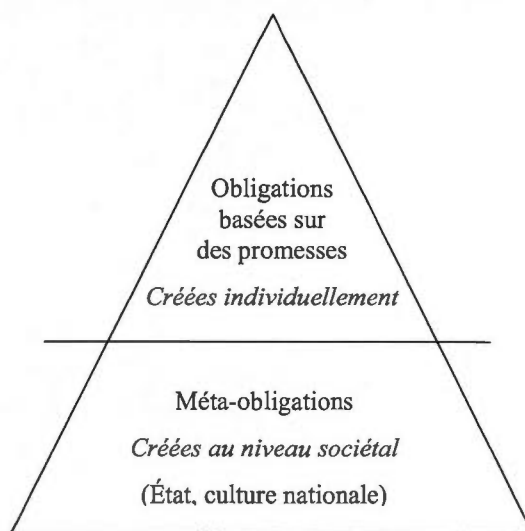 Obligations
basées sur
des promesses
Créées individuellement
Méta-obligations
Créées au niveau sociétal
(État, culture nationale)